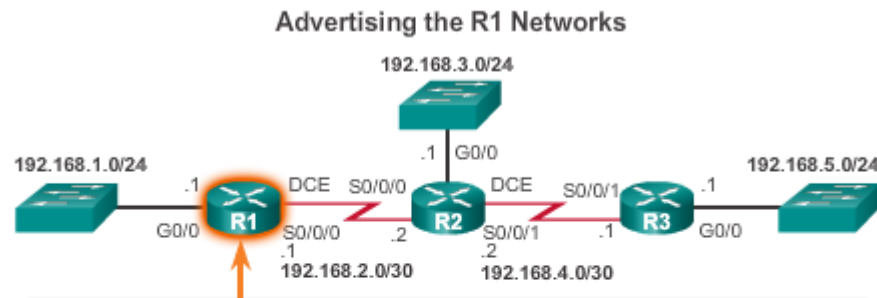 Advertising the R1 Networks
192.168.3.0/24
192.168.1.0/24
192.168.5.0/24
.1 G0/0
.1 DCE S0/0/0
DCE S0/0/1
.1
R1
R2
R3
G0/0
S0/0/0
.2
S0/0/1
.1
G0/0
.1
.2
192.168.2.0/30
192.168.4.0/30